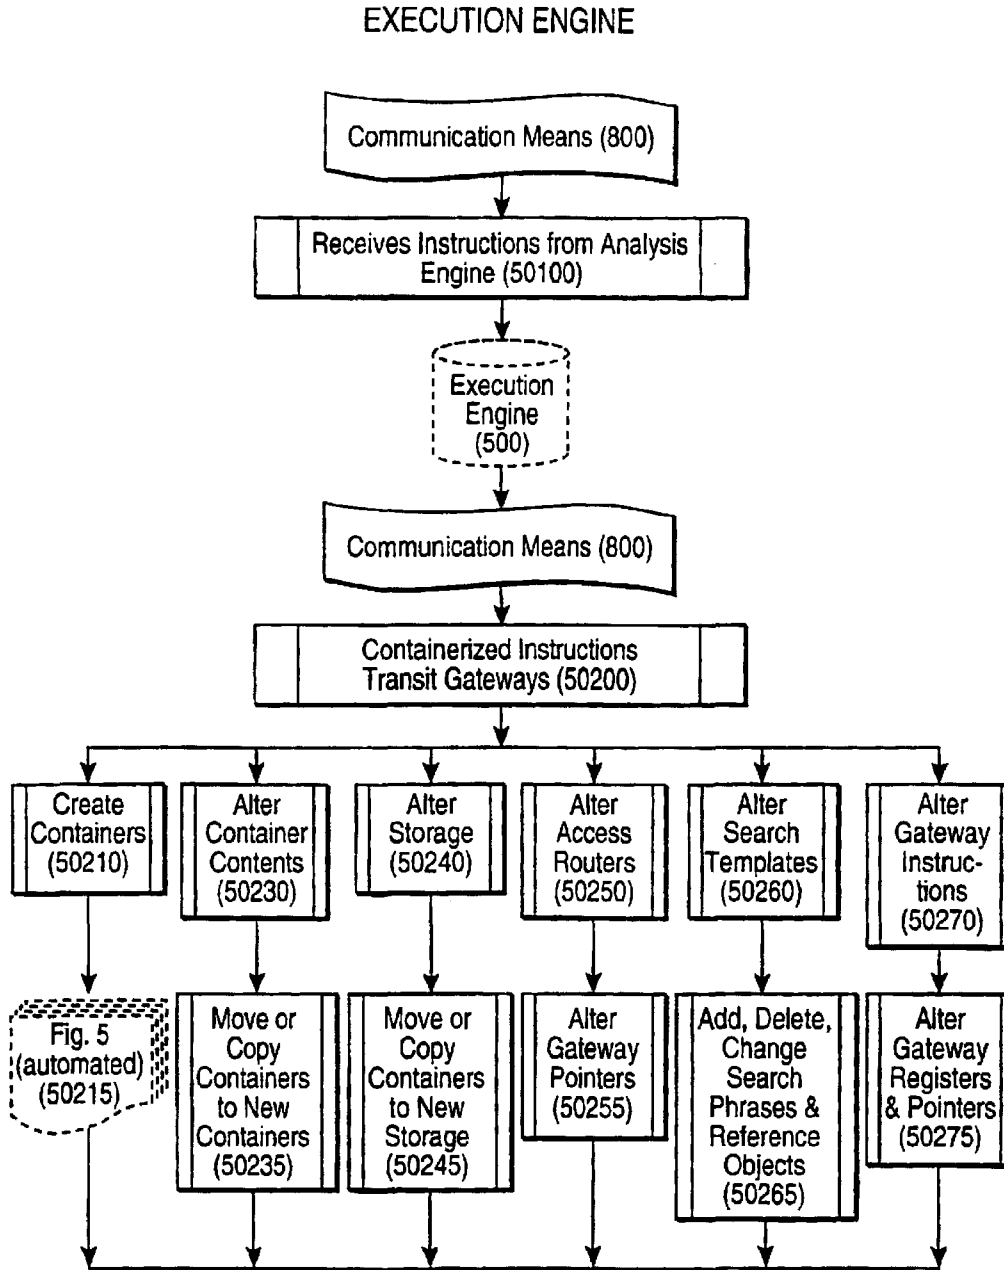 EXECUTION ENGINE
Communication Means (800)
Receives Instructions from Analysis
Engine (50100)
Execution
Engine
(500)
Communication Means (800)
Containerized Instructions
Transit Gateways (50200)
Create
Containers
(50210)
Alter
Container
Contents
(50230)
Alter
Storage
(50240)
Alter
Access
Routers
(50250)
Alter
Search
Templates
(50260)
Alter
Gateway
Instruc-
tions
(50270)
Fig. 5
(automated)
(50215)
Move or
Copy
Containers
to New
Containers
(50235)
Move or
Copy
Containers
to New
Storage
(50245)
Alter
Gateway
Pointers
(50255)
Add, Delete,
Change
Search
Phrases &
Reference
Objects
(50265)
Alter
Gateway
Registers
& Pointers
(50275)